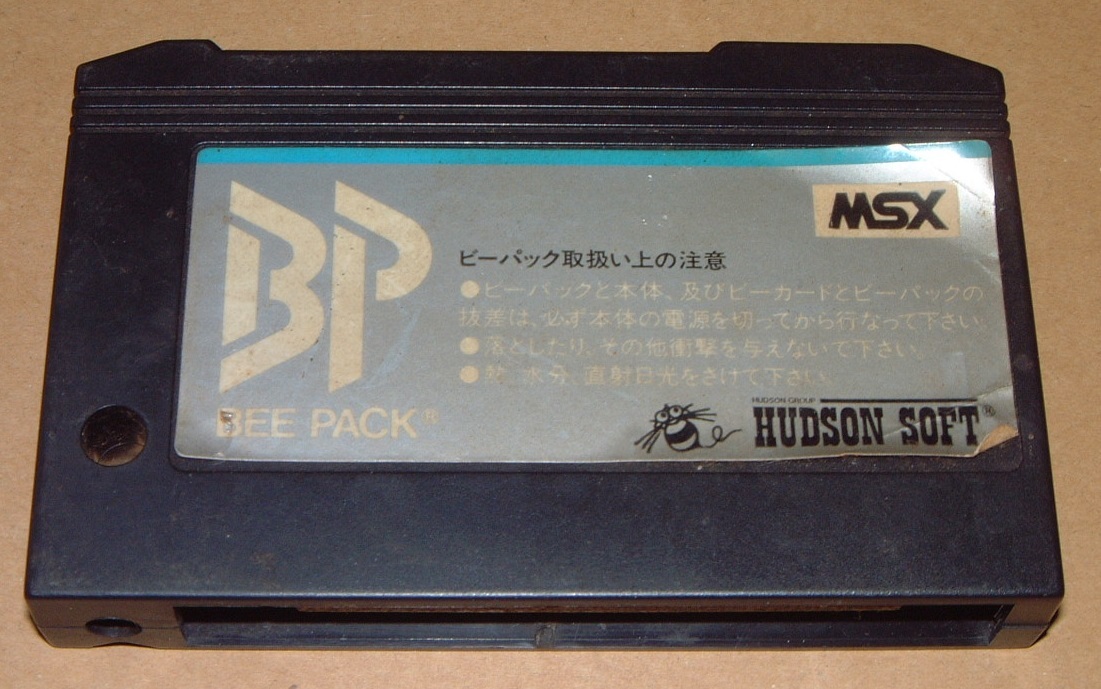 BP
MSX
ビーパック取扱い上の注意
●ビーパックと本体、及びビーカードとビーパックの
抜差は、必ず本体の電源を切ってから行なって下さい
●落としたり、その他衝撃を与えないで下さい。
●熱 水分、直射日光をさけて下さい。
BEE PACK®
HUDSON GROUP
HUDSON SOFT®